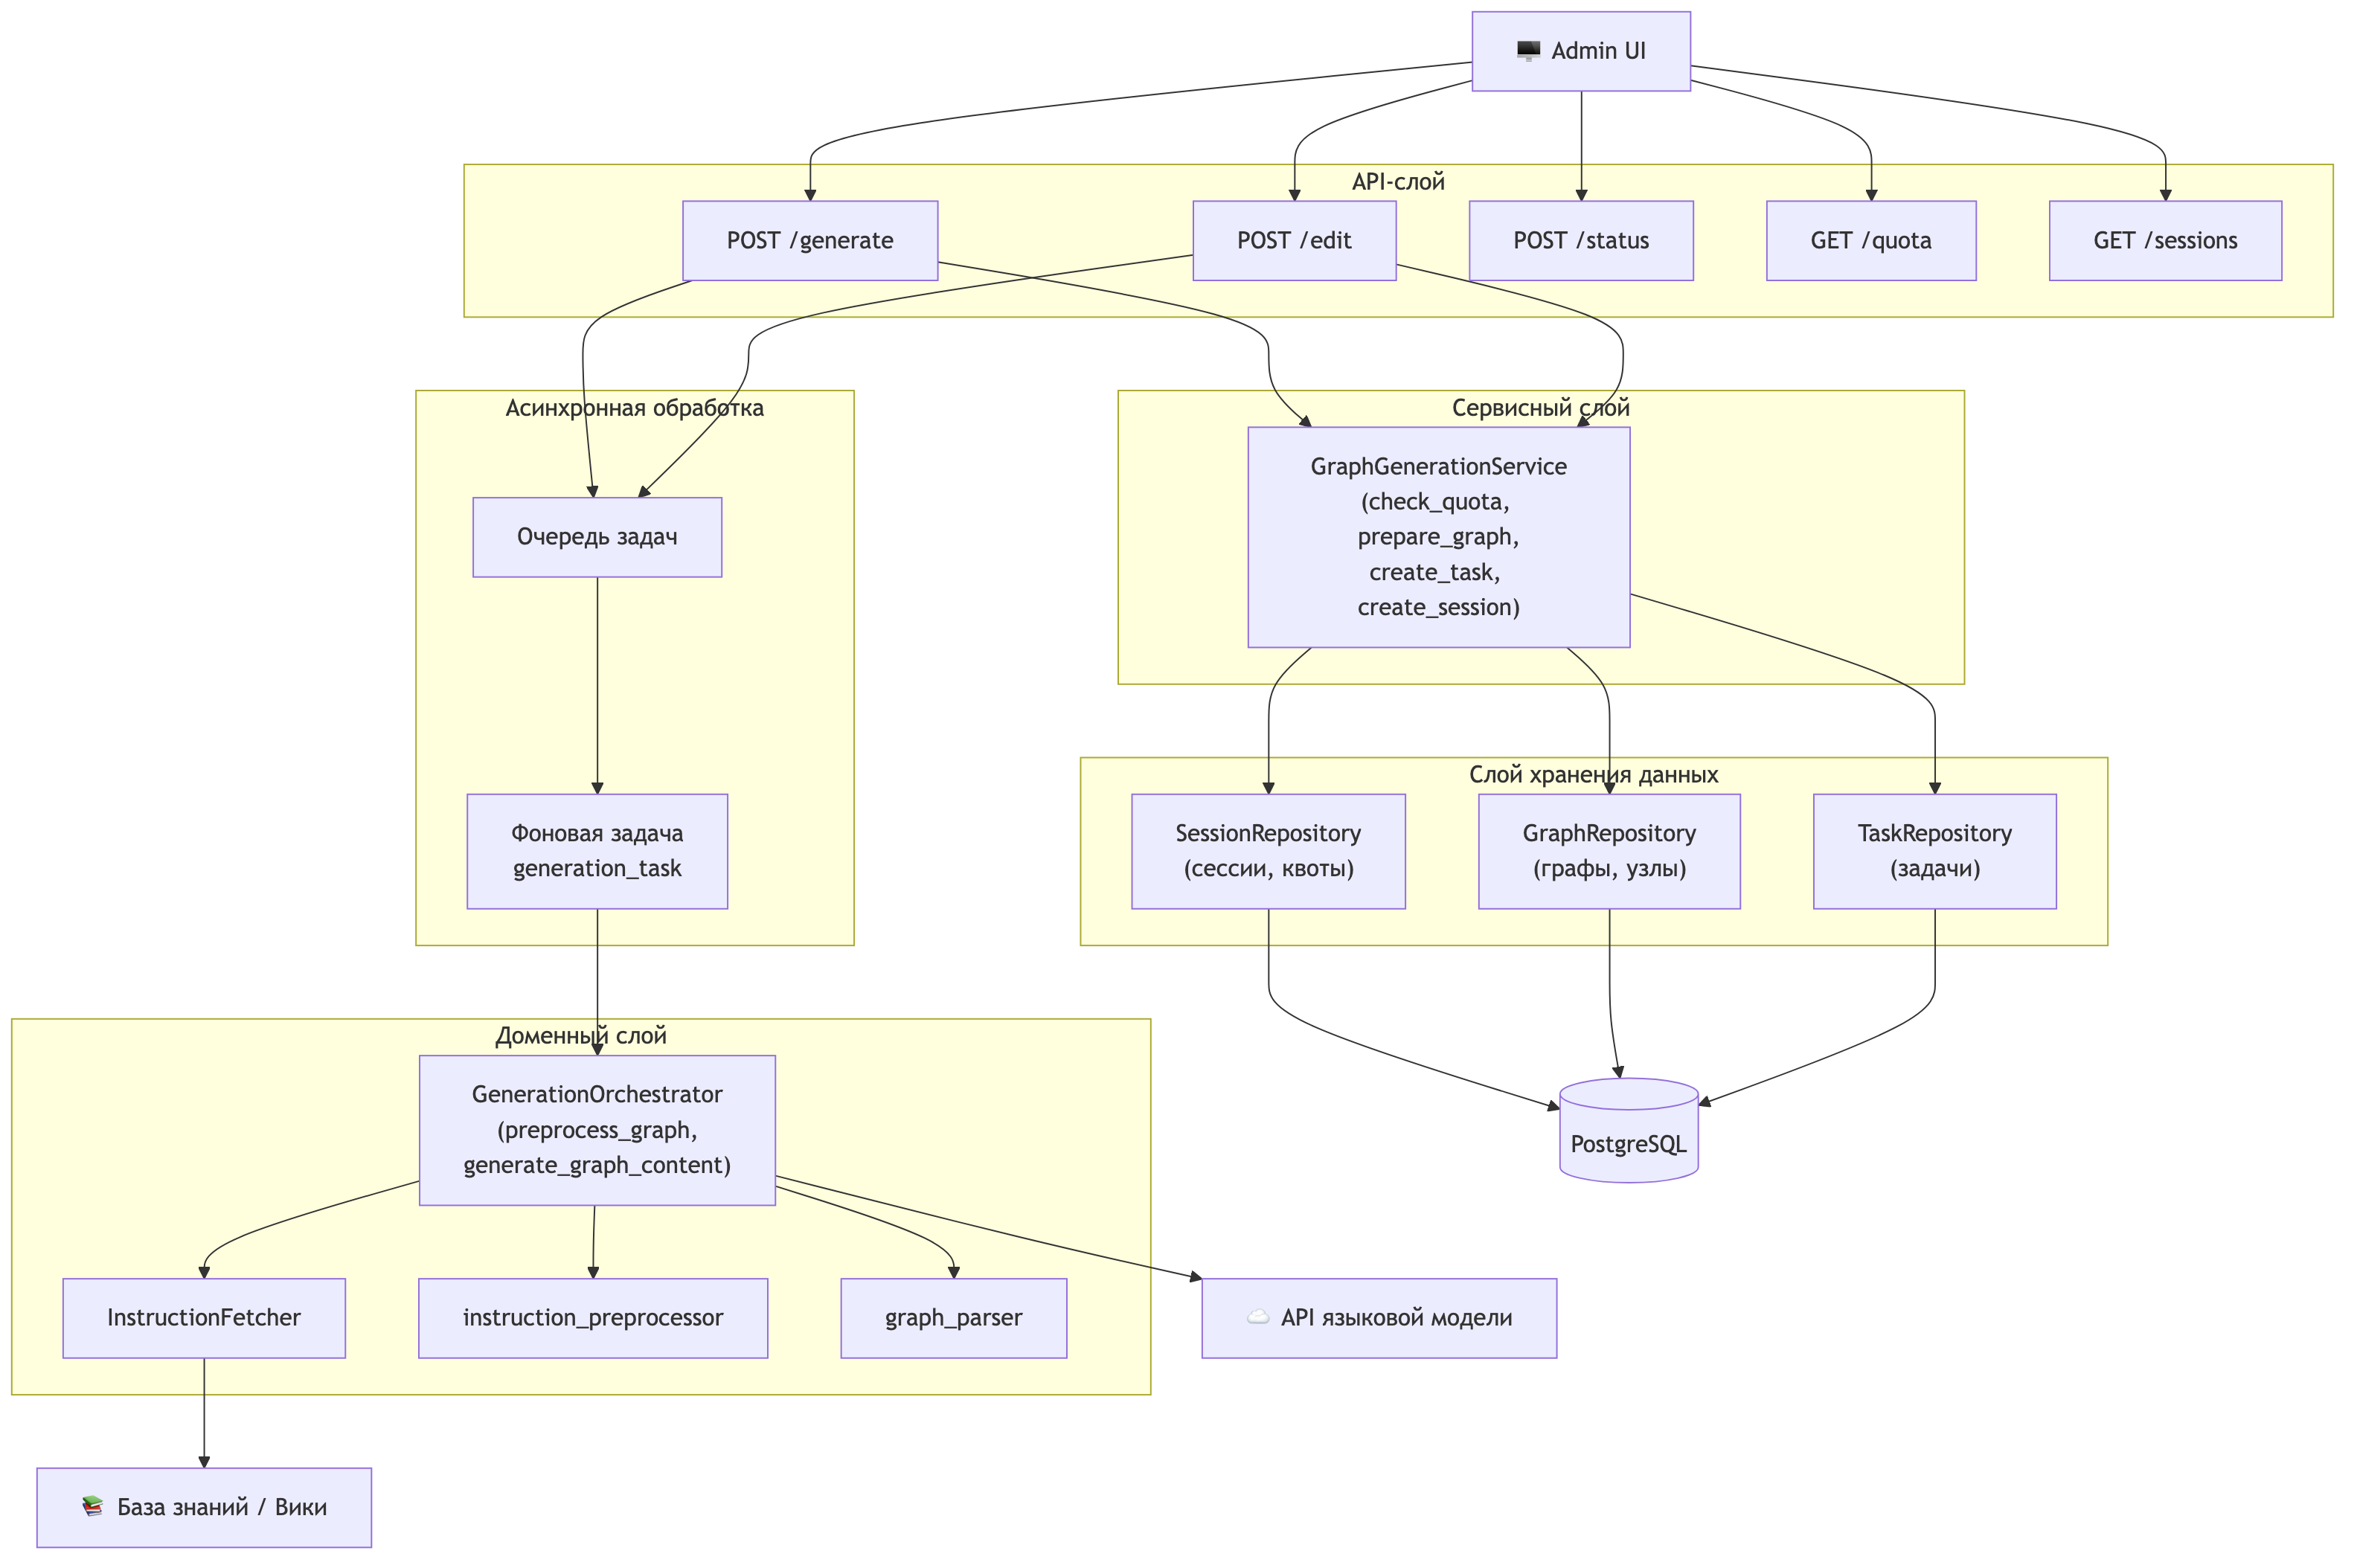 🖥️ Admin UI
API-слой
POST /generate
POST /edit
POST /status
GET /quota
GET /sessions
Асинхронная обработка
Очередь задач
Фоновая задача
generation_task
Сервисный слой
GraphGenerationService
(check_quota,
prepare_graph,
create_task,
create_session)
Слой хранения данных
SessionRepository
(сессии, квоты)
GraphRepository
(графы, узлы)
TaskRepository
(задачи)
PostgreSQL
Доменный слой
GenerationOrchestrator
(preprocess_graph,
generate_graph_content)
InstructionFetcher
instruction_preprocessor
graph_parser
☁️ API языковой модели
📚 База знаний / Вики